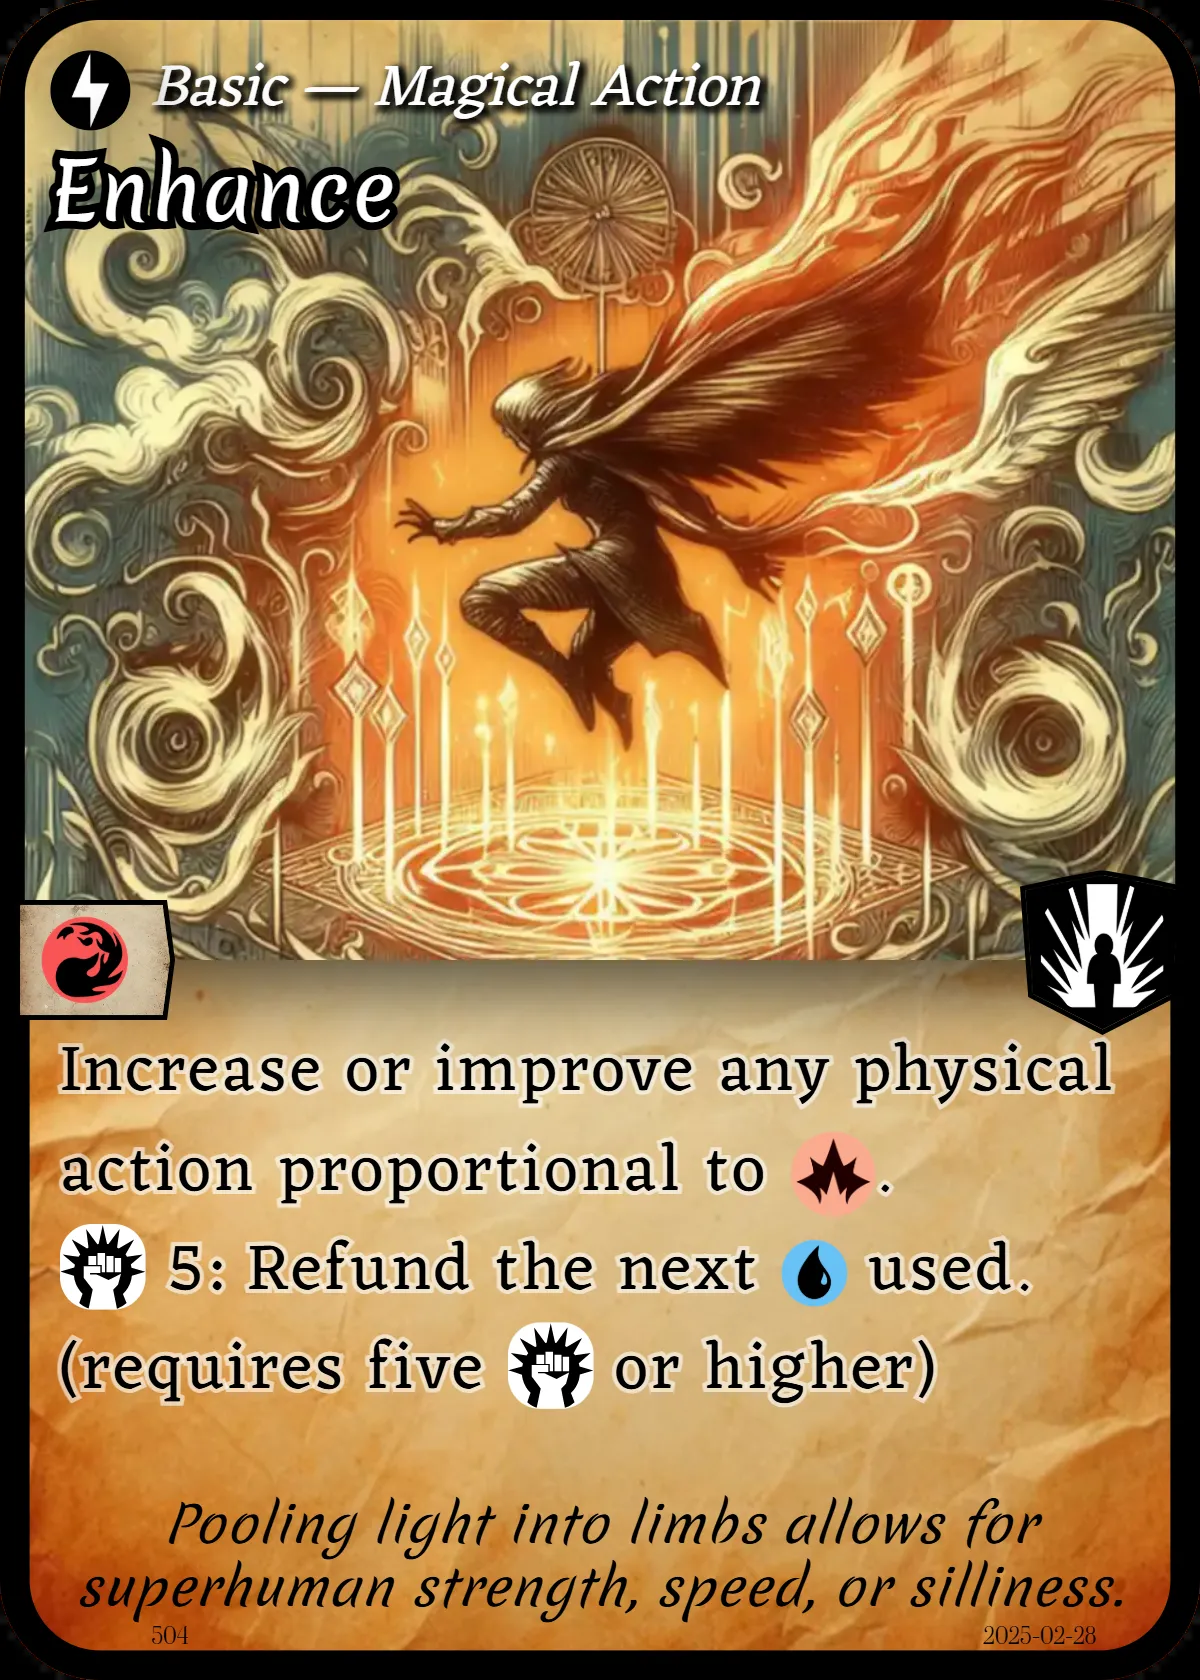 Basic — Magical Action
Enhance
Increase or improve any physical
action proportional to .
5: Refund the next used.
(requires five or higher)
Pooling light into limbs allows for
superhuman strength, speed, or silliness.
504
2025-02-28